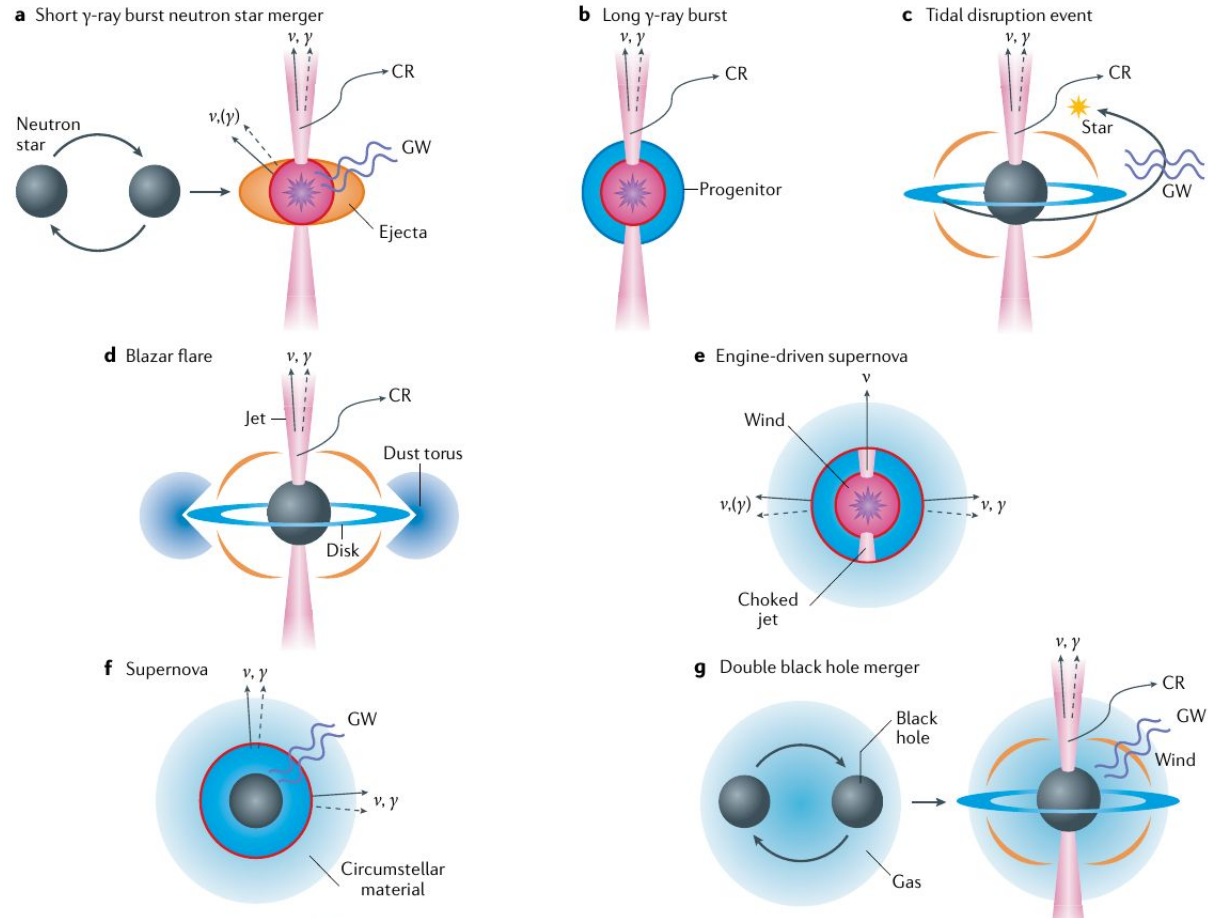 a Short γ-ray burst neutron star merger
ν, γ
CR
ν,(γ)
GW
Neutron
star
Ejecta
b Long γ-ray burst
ν, γ
CR
Progenitor
c Tidal disruption event
ν, γ
CR
Star
GW
d Blazar flare
ν, γ
CR
Jet
Dust torus
Disk
e Engine-driven supernova
ν
Wind
ν,(γ)
ν, γ
Choked
jet
f Supernova
ν, γ
GW
ν, γ
Circumstellar
material
g Double black hole merger
Black
hole
Gas
ν, γ
CR
GW
Wind